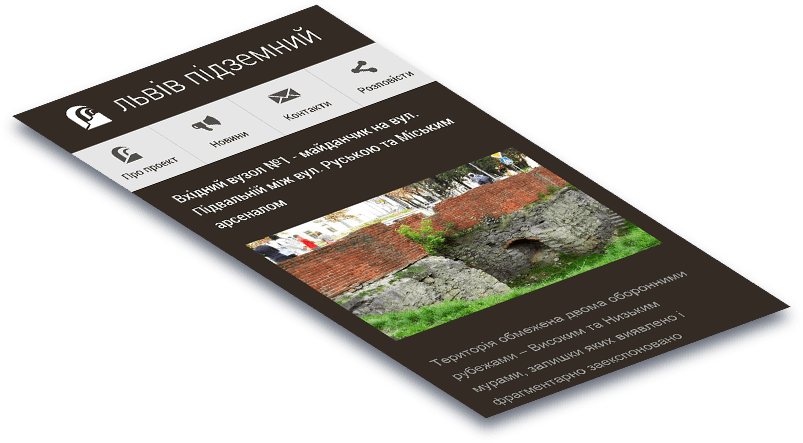 ЛЬВІВ ПІДЗЕМНИЙ
Про проект
Новини
Контакти
Розповісти
Вхідний вузол №1 - майданчик на вул.
Підвальній між вул. Руською та Міським
арсеналом
Територія обмежена двома оборонними
рубежами – Високим та Низьким
мурами, залишки яких виявлено і
фрагментарно заекспоновано